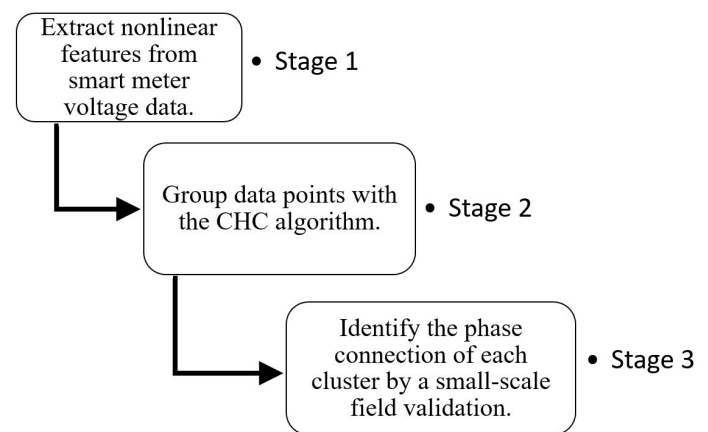 Extract nonlinear
features from
smart meter
voltage data.
• Stage 1
Group data points with
the CHC algorithm.
• Stage 2
Identify the phase
connection of each
cluster by a small-scale
field validation.
• Stage 3